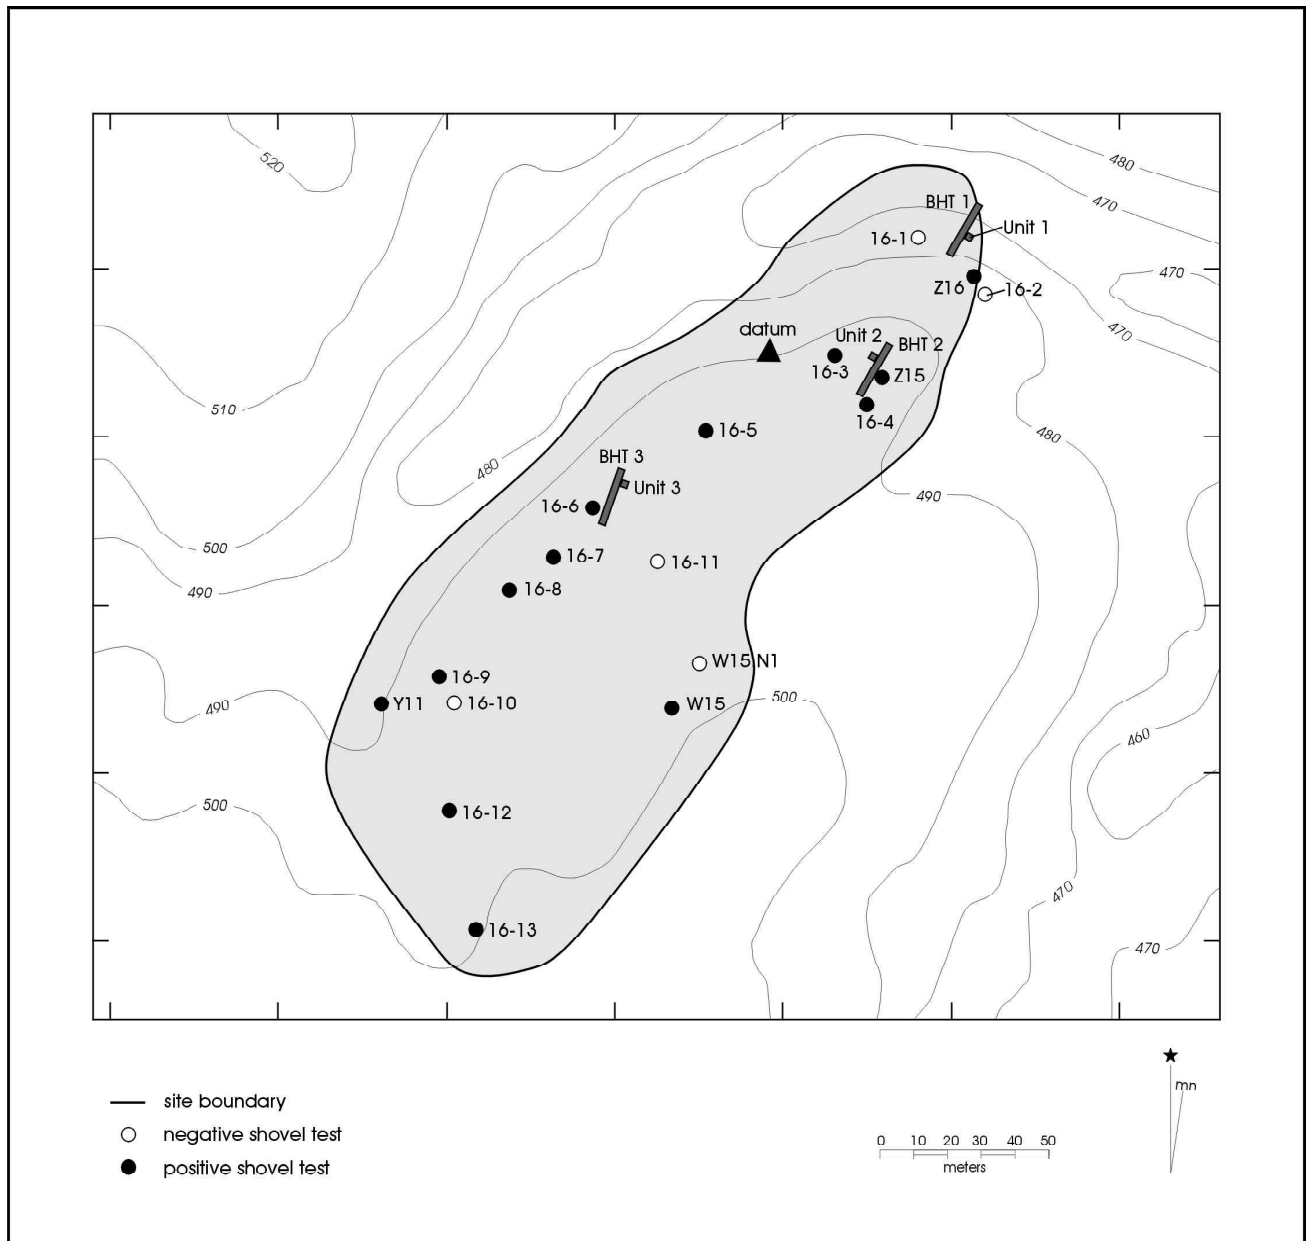 520
480
470
BHT 1
Unit 1
16-1
470
Z16
16-2
470
datum
Unit 2
BHT 2
16-3
Z15
510
16-4
16-5
480
BHT 3
480
Unit 3
490
16-6
500
16-7
16-11
490
16-8
W15 N1
16-9
500
490
Y11
16-10
W15
460
500
16-12
470
16-13
470
mn
site boundary
negative shovel test
positive shovel test
0 10 20 30 40 50
meters